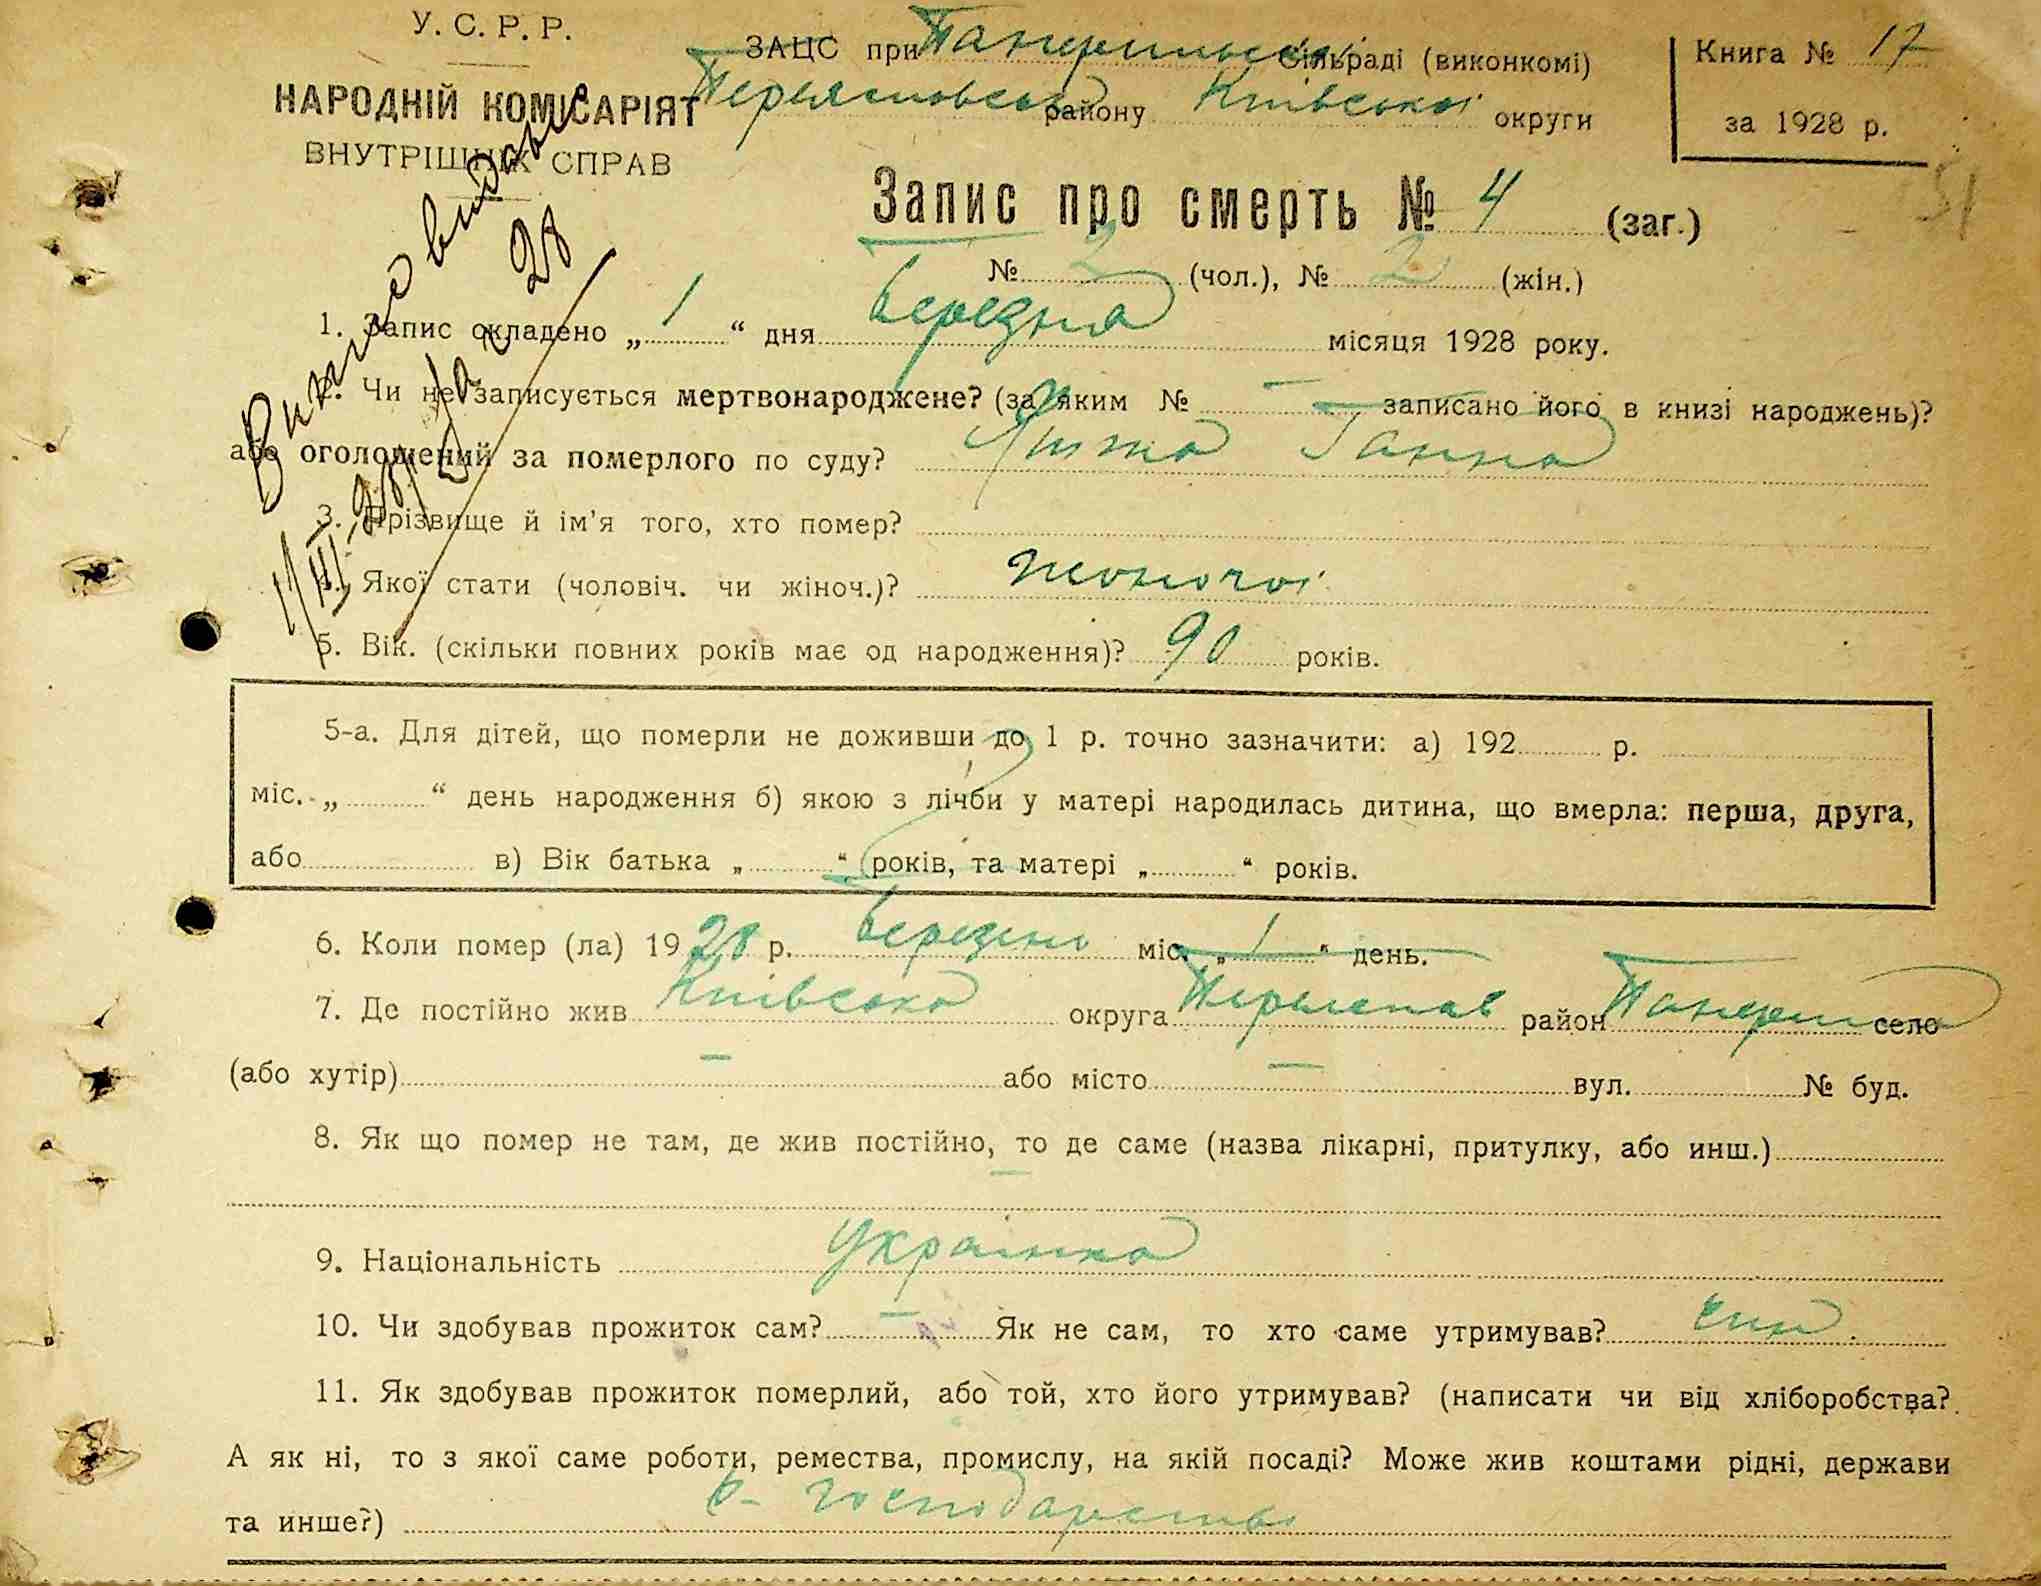 У. С. Р. Р.
НАРОДНІЙ КОМІСАРІЯТ
ВНУТРІШНІХ СПРАВ
ЗАЦС при сільраді (виконкомі)
району Київської округи
Книга № 17
за 1928 р.
51
Запис про смерть № 4 (заг.)
№ 2 (чол.), № 2 (жін.)
1. Запис складено „ 1 “ дня Березня місяця 1928 року.
2. Чи не записується мертвонароджене? (за яким № — записано його в книзі народжень)?
або оголошений за померлого по суду? Ганна
3. Прізвище й ім’я того, хто помер?
4. Якої стати (чоловіч. чи жіноч.)? жоночої
5. Вік. (скільки повних років має од народження)? 90 років.
5-а. Для дітей, що померли не доживши до 1 р. точно зазначити: а) 192 р.
міс. „ “ день народження б) якою з лічби у матері народилась дитина, що вмерла: перша, друга,
або в) Вік батька „ “ років, та матері „ “ років.
6. Коли помер (ла) 1928 р. Березня міс. „ 1 “ день.
7. Де постійно жив Київська округа район село
(або хутір) — або місто — вул. № буд.
8. Як що помер не там, де жив постійно, то де саме (назва лікарні, притулку, або инш.)
—
9. Національність Українка
10. Чи здобував прожиток сам? — Як не сам, то хто саме утримував? син.
11. Як здобував прожиток померлий, або той, хто його утримував? (написати чи від хліборобства?
А як ні, то з якої саме роботи, ремества, промислу, на якій посаді? Може жив коштами рідні, держави
та инше?) с-господарство